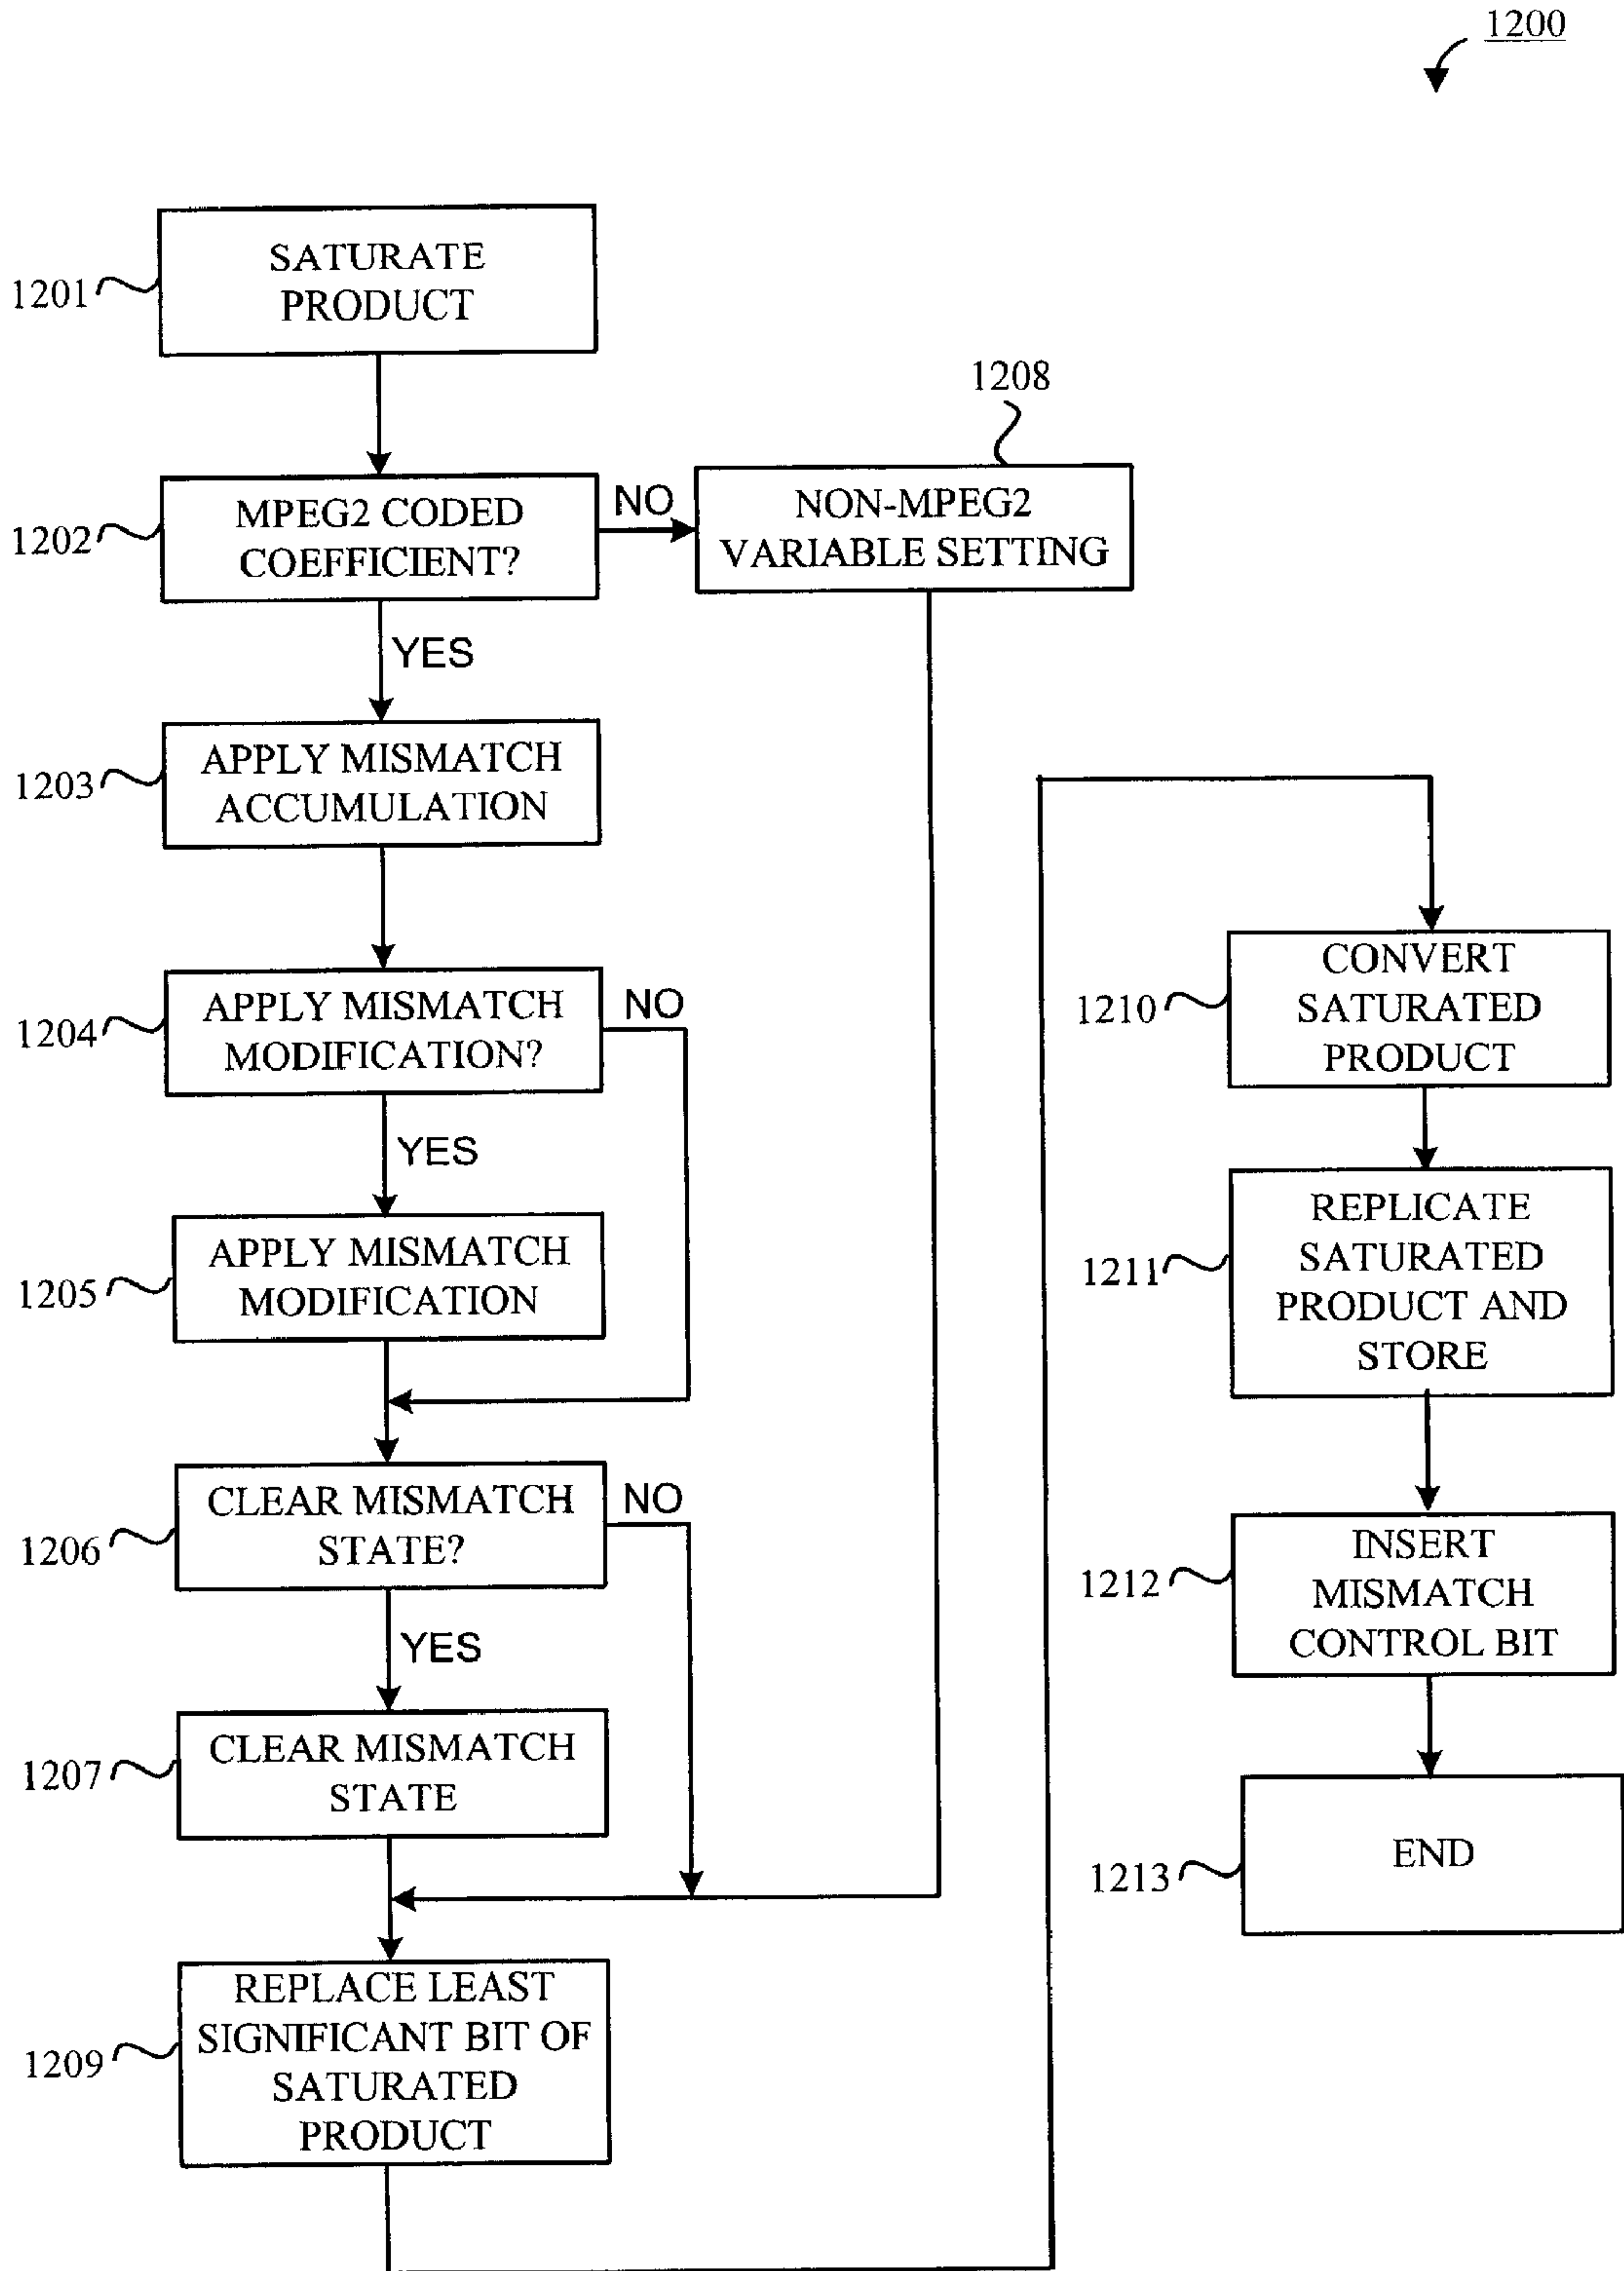 1200
1201
SATURATE
PRODUCT
1202
MPEG2 CODED
COEFFICIENT?
NO
1208
NON-MPEG2
VARIABLE SETTING
YES
1203
APPLY MISMATCH
ACCUMULATION
1204
APPLY MISMATCH
MODIFICATION?
NO
YES
1205
APPLY MISMATCH
MODIFICATION
1206
CLEAR MISMATCH
STATE?
NO
YES
1207
CLEAR MISMATCH
STATE
1209
REPLACE LEAST
SIGNIFICANT BIT OF
SATURATED
PRODUCT
1210
CONVERT
SATURATED
PRODUCT
1211
REPLICATE
SATURATED
PRODUCT AND
STORE
1212
INSERT
MISMATCH
CONTROL BIT
1213
END